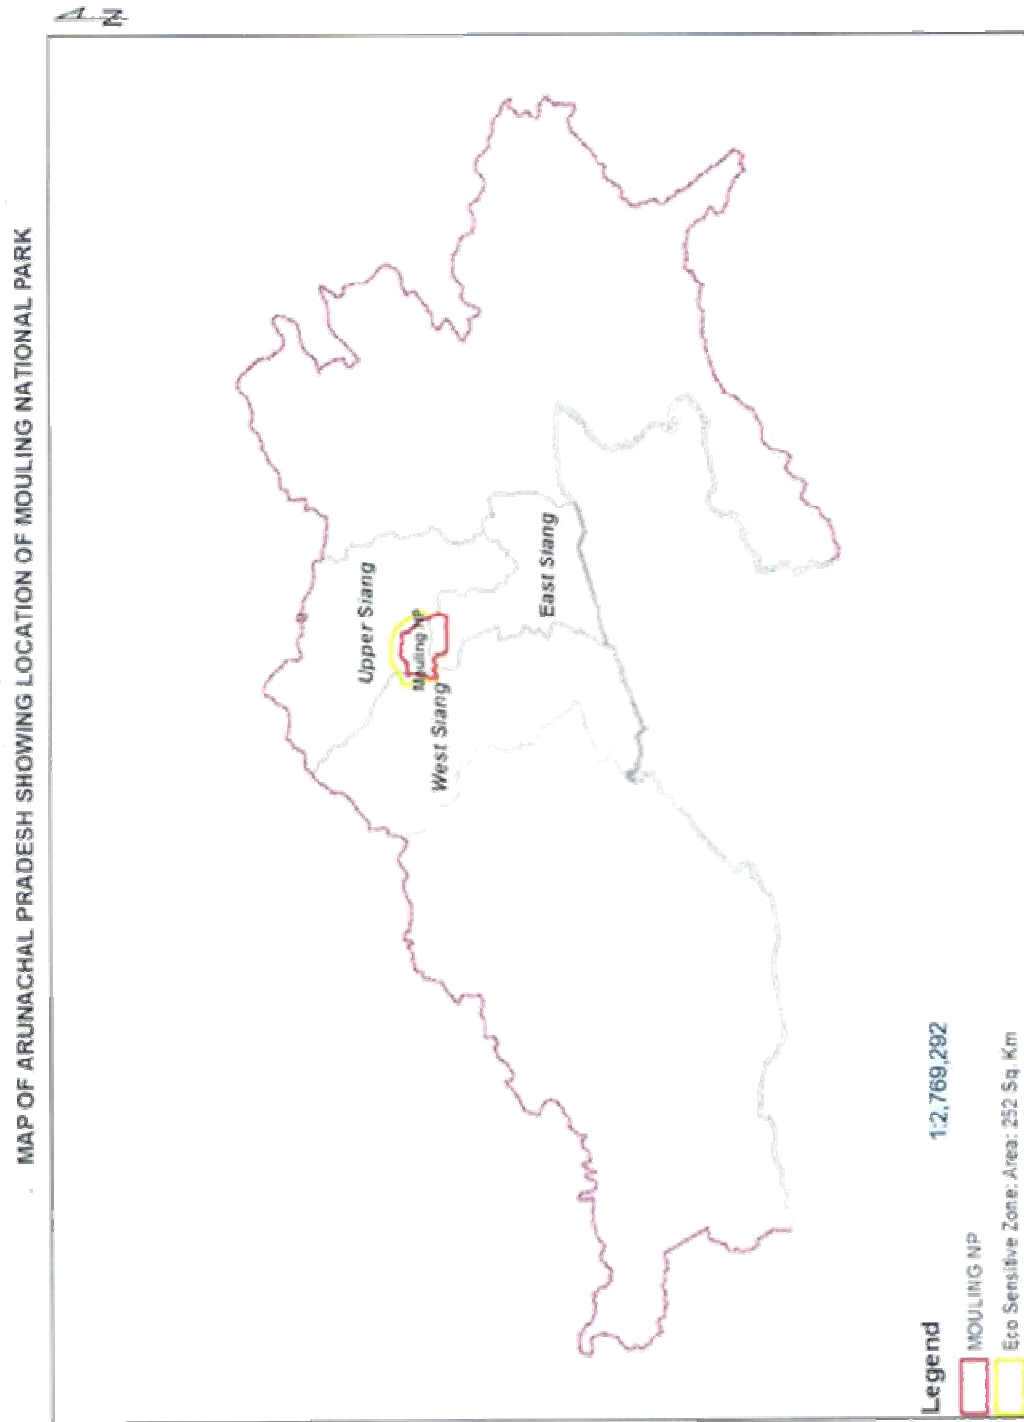 MAP OF ARUNACHAL PRADESH SHOWING LOCATION OF MOULING NATIONAL PARK
N
Upper Siang
Mouling NP
West Siang
East Siang
1:2,769,292
Legend
MOULING NP
Eco Sensitive Zone: Area: 252 Sq.Km